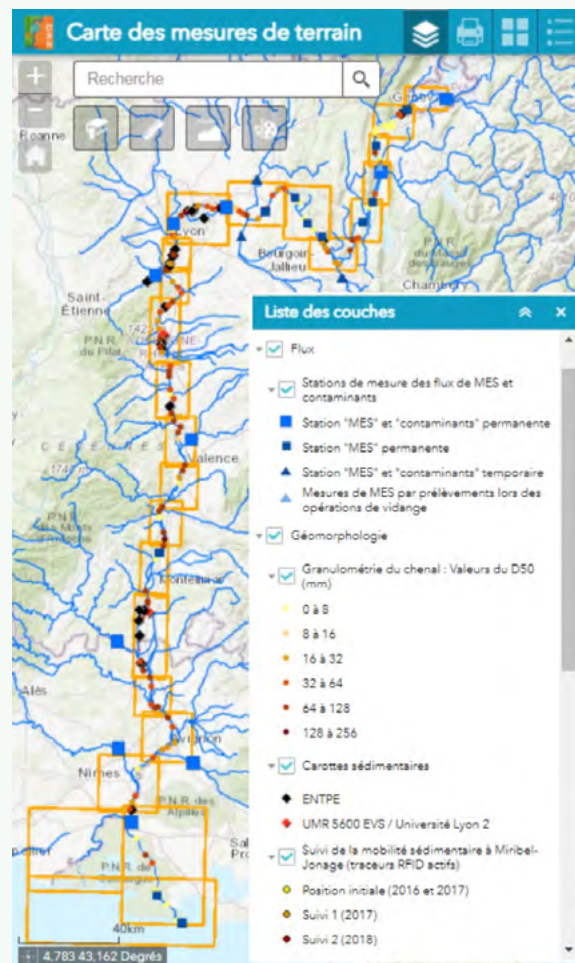 Carte des mesures de terrain
Recherche
Roanne
Lyon
Bourgoin-
Jallieu
P.N.R.
Chambéry
Saint-
Étienne
P.N.R.
du Pilat
Valence
P.N.R.
des Monts
d'Ardèche
Alès
Nîmes
P.N.R. des
Alpilles
P.N.R. de
40km
4.783 43.162 Degrés
Liste des couches
Flux
Stations de mesure des flux de MES et
contaminants
Station "MES" et "contaminants" permanente
Station "MES" permanente
Station "MES" et "contaminants" temporaire
Mesures de MES par prélèvements lors des
opérations de vidange
Géomorphologie
Granulométrie du chenal : Valeurs du D50
(mm)
0 à 8
8 à 16
16 à 32
32 à 64
64 à 128
128 à 256
Carottes sédimentaires
ENTPE
UMR 5600 EVS / Université Lyon 2
Suivi de la mobilité sédimentaire à Miribel-
Jonage (traceurs RFID actifs)
Position initiale (2016 et 2017)
Suivi 1 (2017)
Suivi 2 (2018)